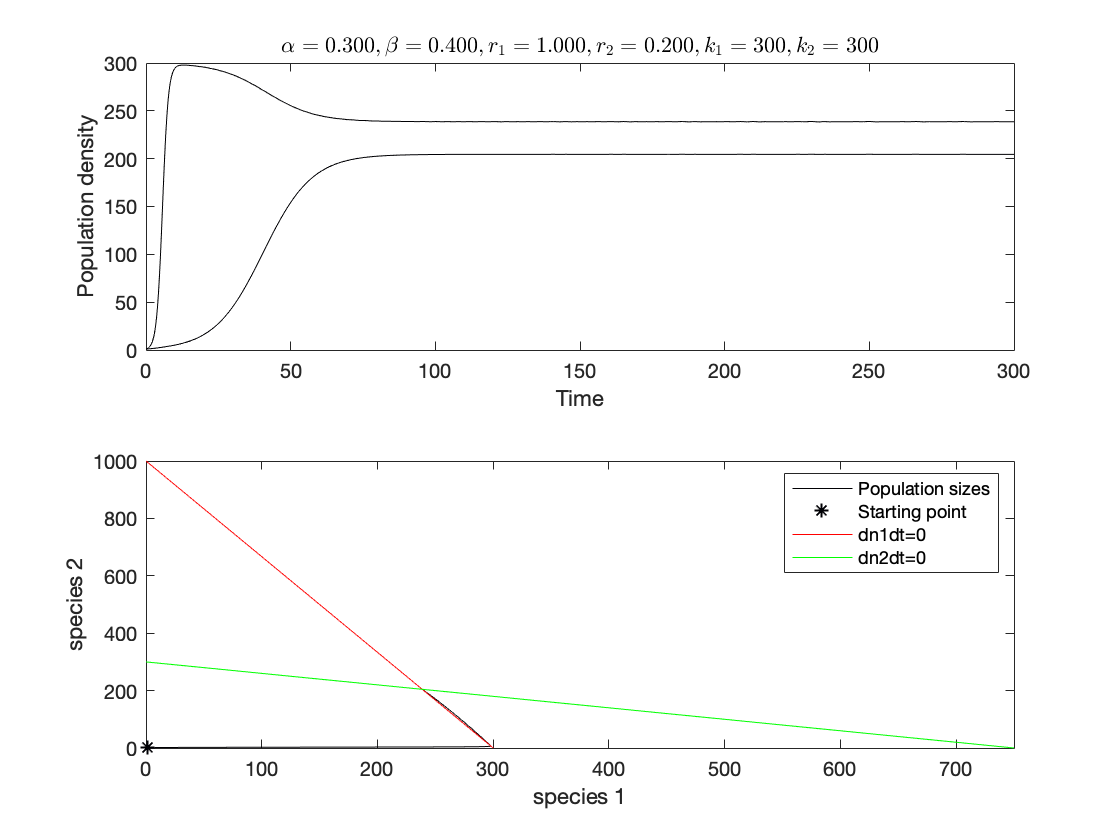 α = 0.300, β = 0.400, r₁ = 1.000, r₂ = 0.200, k₁ = 300, k₂ = 300
300
250
200
150
100
50
0
Population density
0 50 100 150 200 250 300
Time
1000
800
600
400
200
0
species 2
Population sizes
Starting point
dn1dt=0
dn2dt=0
0 100 200 300 400 500 600 700
species 1